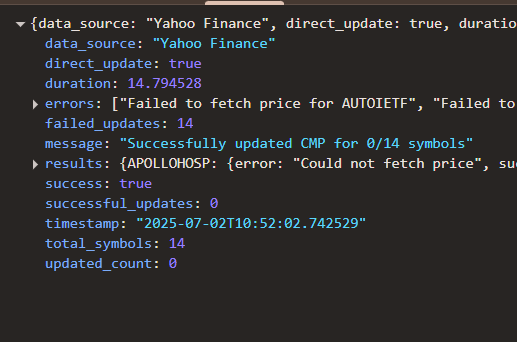 {data_source: "Yahoo Finance", direct_update: true, duratio
data_source: "Yahoo Finance"
direct_update: true
duration: 14.794528
errors: ["Failed to fetch price for AUTOIETF", "Failed to
failed_updates: 14
message: "Successfully updated CMP for 0/14 symbols"
results: {APOLLOHOSP: {error: "Could not fetch price", suc
success: true
successful_updates: 0
timestamp: "2025-07-02T10:52:02.742529"
total_symbols: 14
updated_count: 0